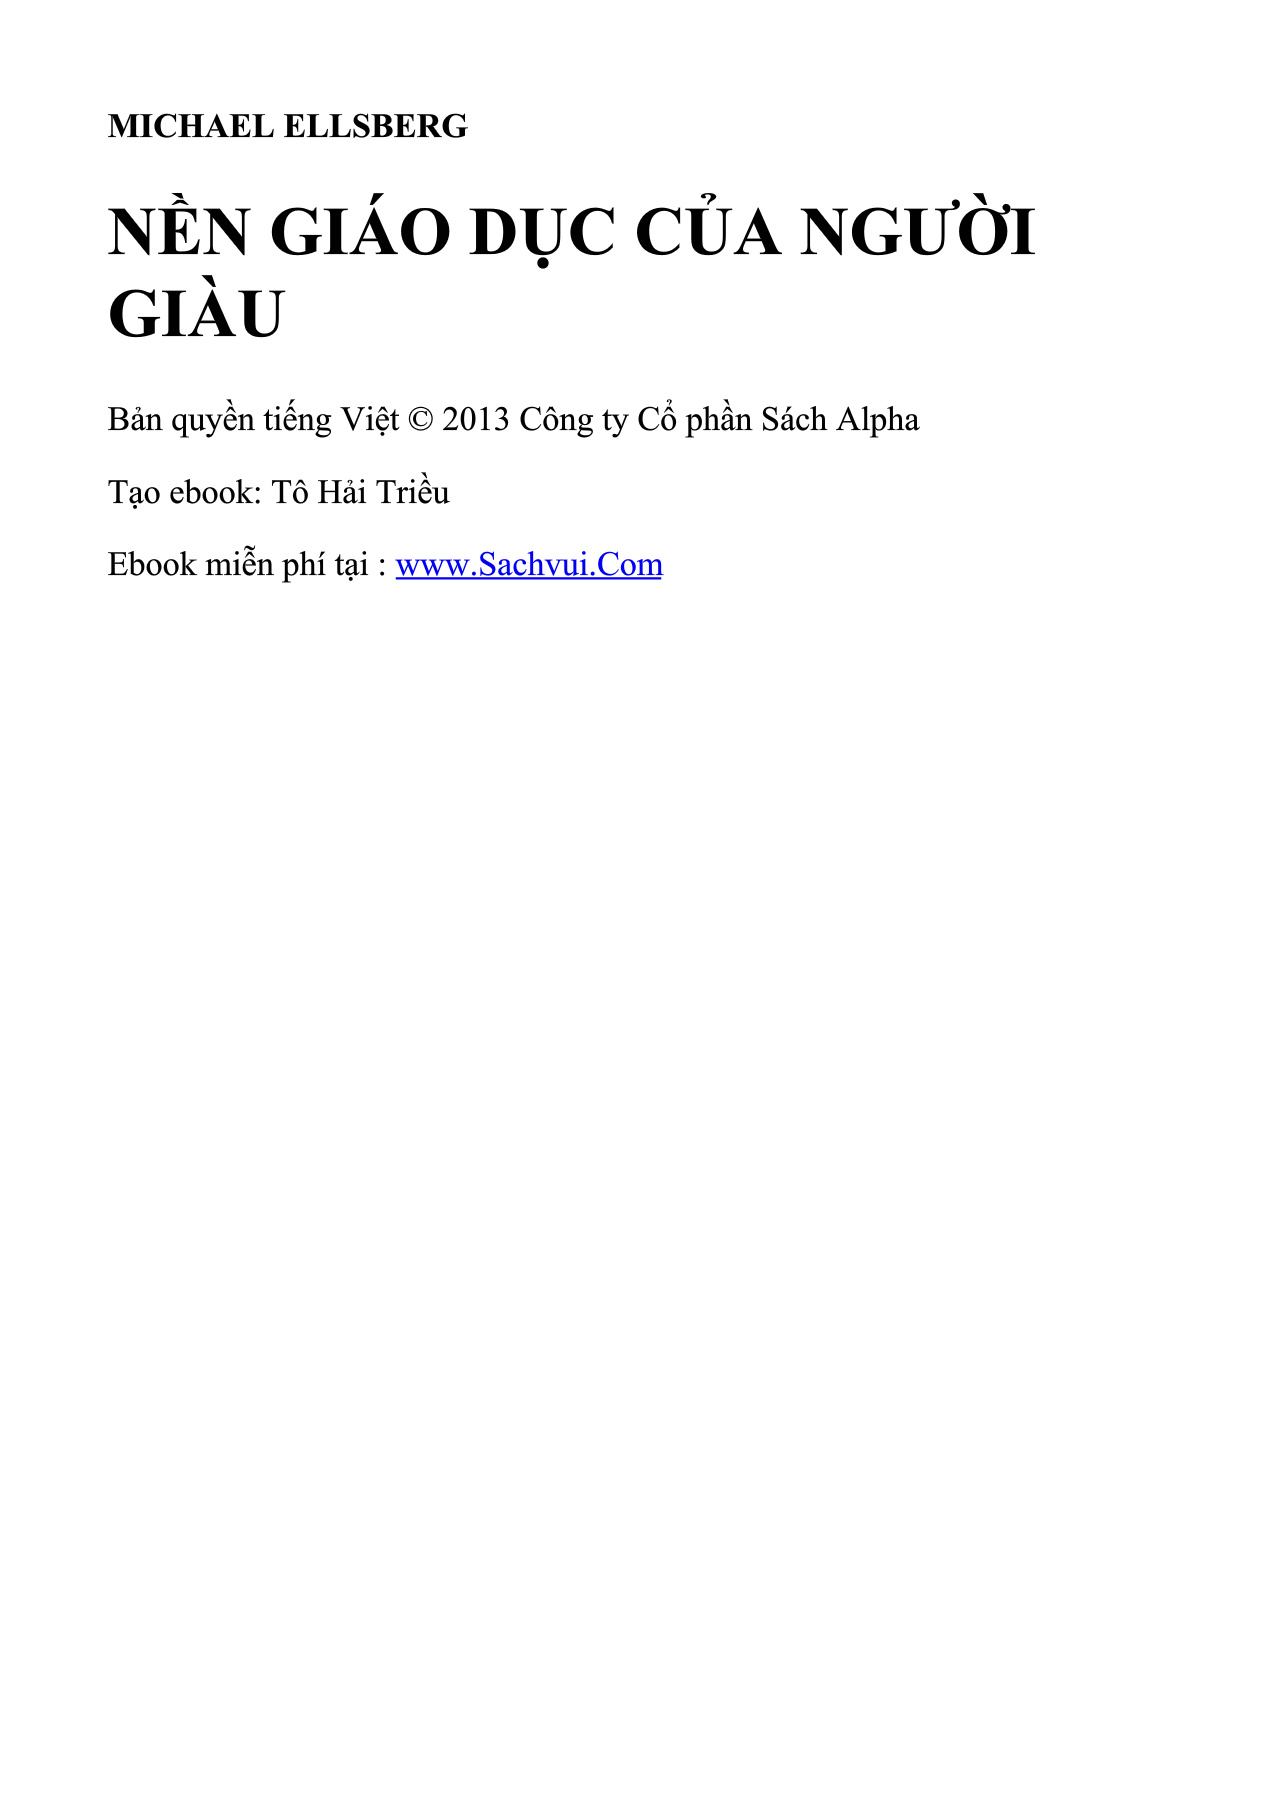 MICHAEL ELLSBERG
NỀN GIÁO DỤC CỦA NGƯỜI
GIÀU
Bản quyền tiếng Việt © 2013 Công ty Cổ phần Sách Alpha
Tạo ebook: Tô Hải Triều
Ebook miễn phí tại : www.Sachvui.Com